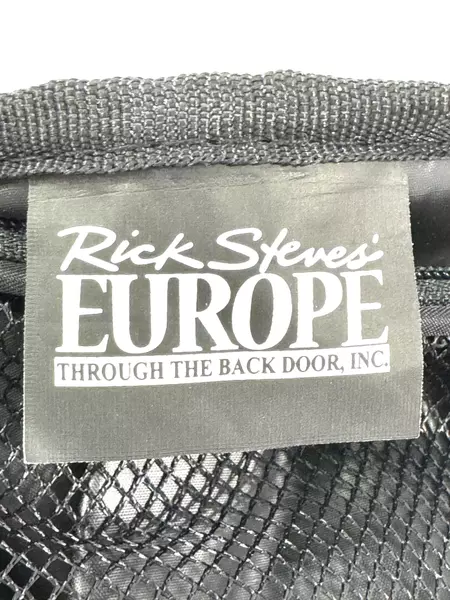 Rick Steves'
EUROPE
THROUGH THE BACK DOOR, INC.